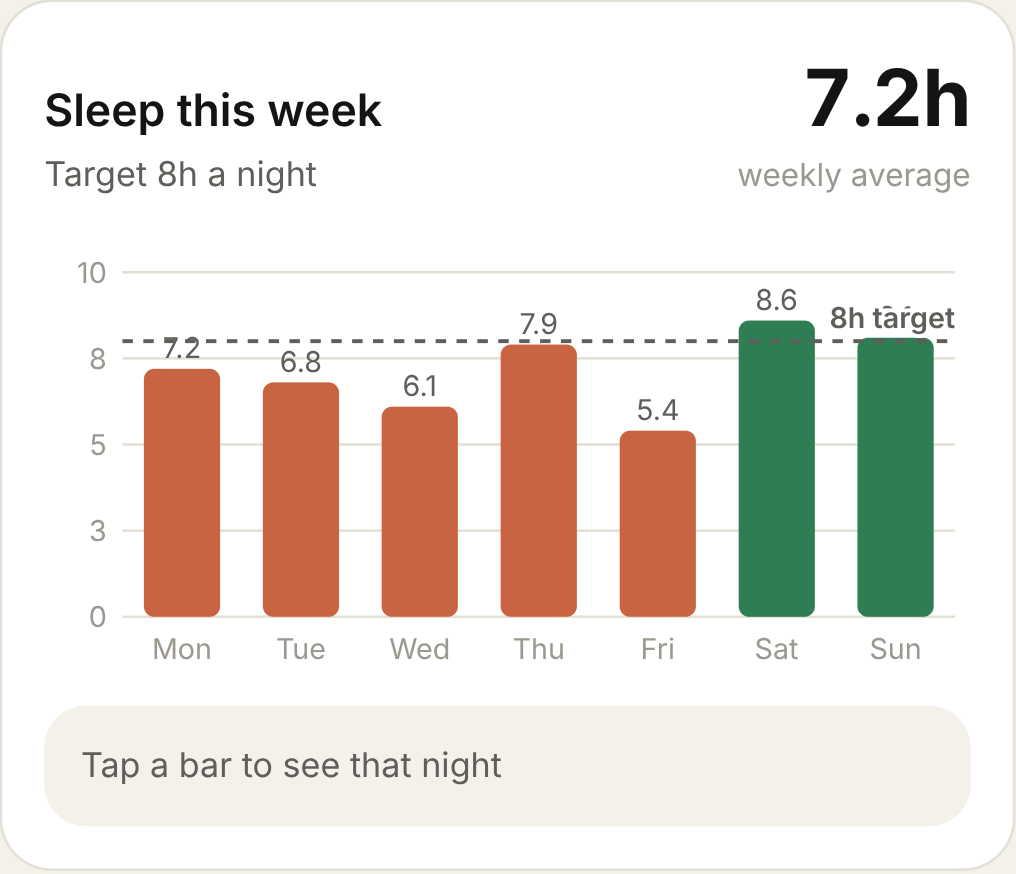 Sleep this week
7.2h
Target 8h a night
weekly average
10
8
5
3
0
7.2
6.8
6.1
7.9
5.4
8.6
8h target
Mon Tue Wed Thu Fri Sat Sun
Tap a bar to see that night